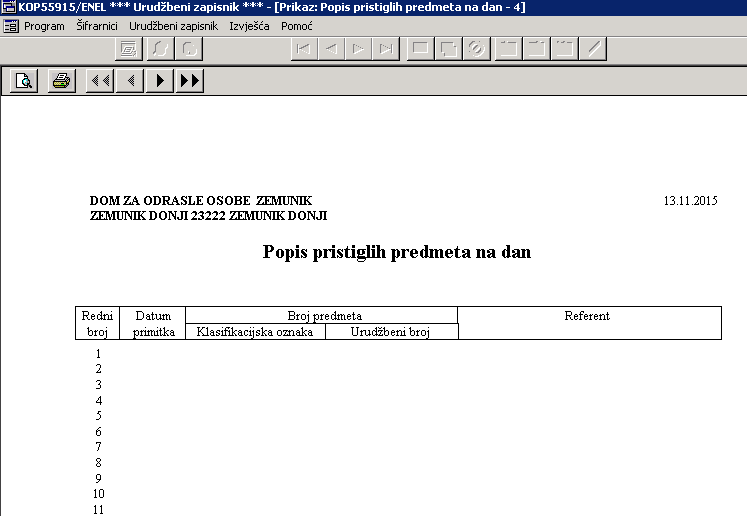 KOP55915/ENEL *** Urudžbeni zapisnik *** - [Prikaz: Popis pristiglih predmeta na dan - 4]
Program Šifrarnici Urudžbeni zapisnik Izvješća Pomoć
DOM ZA ODRASLE OSOBE ZEMUNIK 13.11.2015
ZEMUNIK DONJI 23222 ZEMUNIK DONJI
Popis pristiglih predmeta na dan
Redni Datum Broj predmeta Referent
broj primitka Klasifikacijska oznaka Urudžbeni broj
1
2
3
4
5
6
7
8
9
10
11